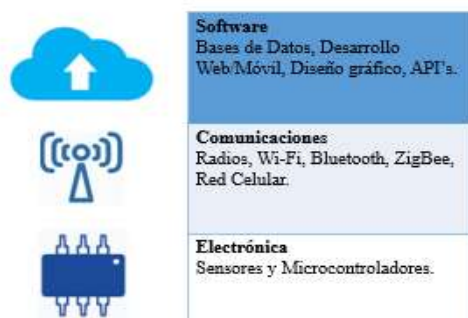 Software
Bases de Datos, Desarrollo
Web/Móvil, Diseño gráfico, API's.
Comunicaciones
Radios, Wi-Fi, Bluetooth, ZigBee,
Red Celular.
Electrónica
Sensores y Microcontroladores.